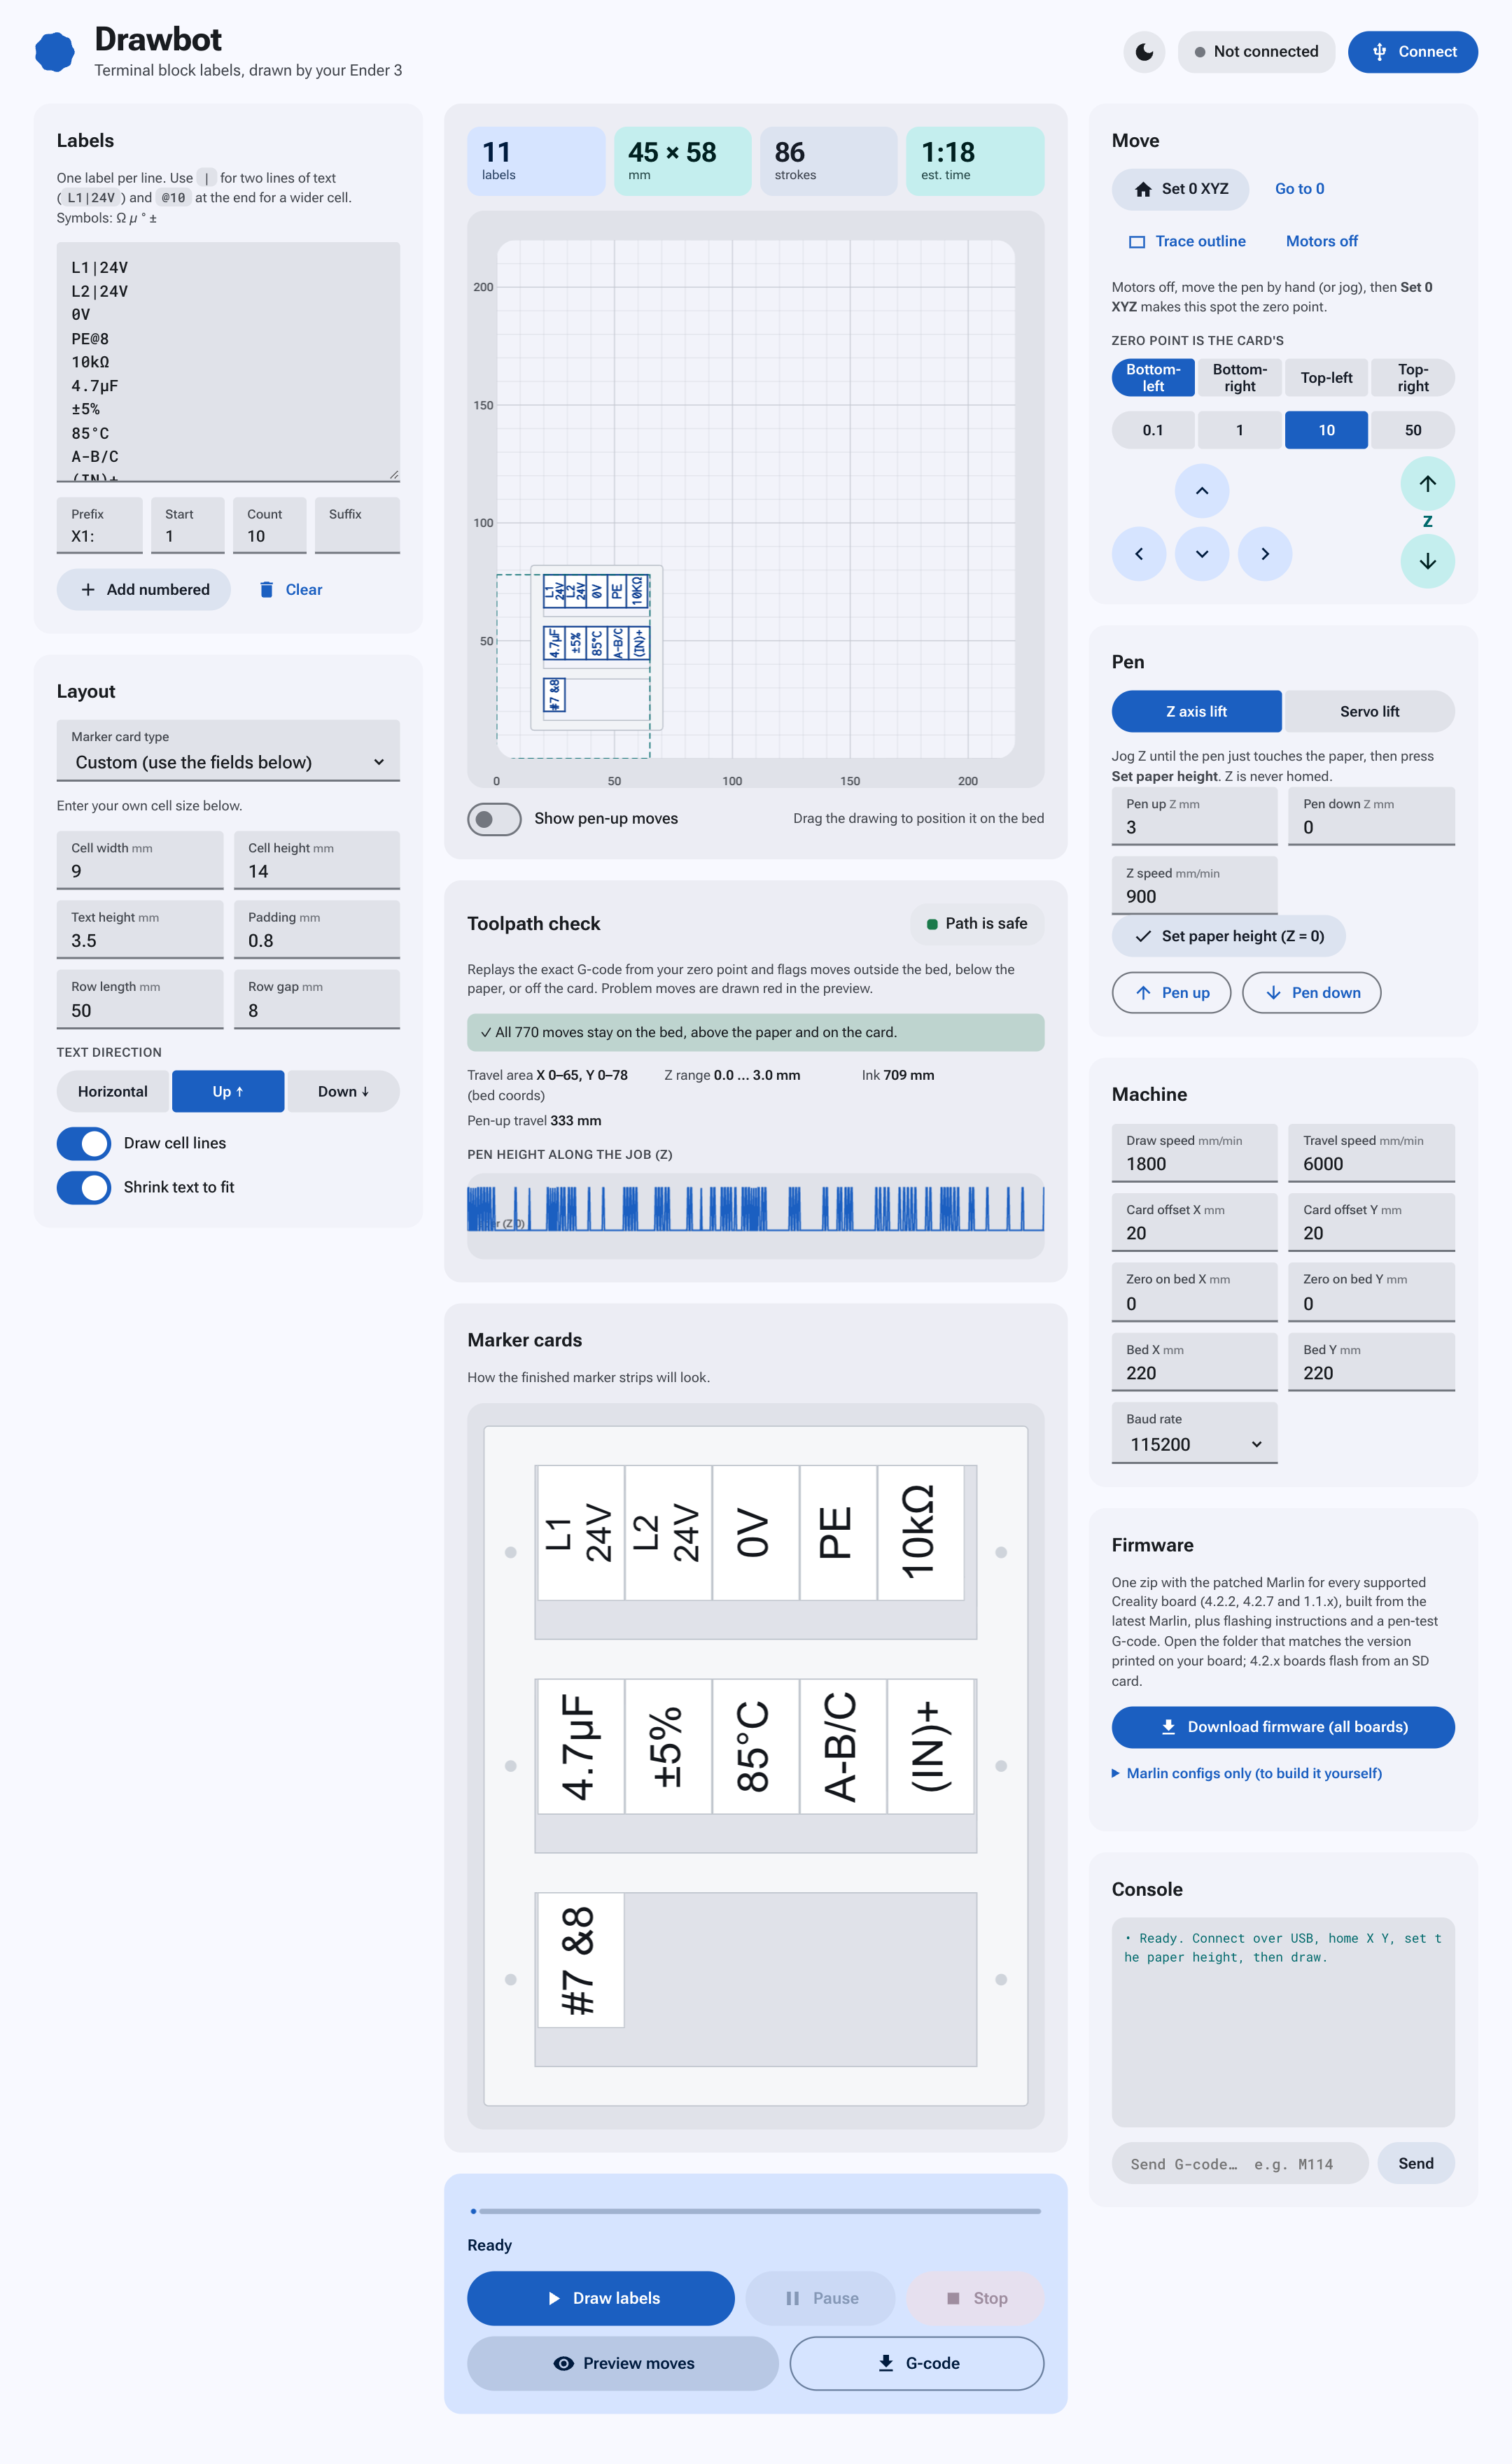 Drawbot
Terminal block labels, drawn by your Ender 3
Not connected
Connect
Labels
One label per line. Use | for two lines of text
( L1|24V ) and @10 at the end for a wider cell.
Symbols: Ω µ ° ±
L1|24V
L2|24V
0V
PE@8
10kΩ
4.7µF
±5%
85°C
A-B/C
(IN)+
Prefix
X1:
Start
1
Count
10
Suffix
Add numbered
Clear
Layout
Marker card type
Custom (use the fields below)
Enter your own cell size below.
Cell width mm
9
Cell height mm
14
Text height mm
3.5
Padding mm
0.8
Row length mm
50
Row gap mm
8
TEXT DIRECTION
Horizontal
Up ↑
Down ↓
Draw cell lines
Shrink text to fit
11
labels
45 × 58
mm
86
strokes
1:18
est. time
200
150
100
50
0
50
100
150
200
L1
24V
L2
24V
0V
PE
10KΩ
4.7µF
±5%
85°C
A-B/C
(IN)+
#7 &8
Show pen-up moves
Drag the drawing to position it on the bed
Toolpath check
Path is safe
Replays the exact G-code from your zero point and flags moves outside the bed, below the
paper, or off the card. Problem moves are drawn red in the preview.
✓ All 770 moves stay on the bed, above the paper and on the card.
Travel area X 0–65, Y 0–78
(bed coords)
Z range 0.0 … 3.0 mm
Ink 709 mm
Pen-up travel 333 mm
PEN HEIGHT ALONG THE JOB (Z)
Marker cards
How the finished marker strips will look.
L1
24V
L2
24V
0V
PE
10kΩ
4.7µF
±5%
85°C
A-B/C
(IN)+
#7 &8
Ready
Draw labels
Pause
Stop
Preview moves
G-code
Move
Set 0 XYZ
Go to 0
Trace outline
Motors off
Motors off, move the pen by hand (or jog), then Set 0
XYZ makes this spot the zero point.
ZERO POINT IS THE CARD'S
Bottom-
left
Bottom-
right
Top-left
Top-
right
0.1
1
10
50
Z
Pen
Z axis lift
Servo lift
Jog Z until the pen just touches the paper, then press
Set paper height. Z is never homed.
Pen up Z mm
3
Pen down Z mm
0
Z speed mm/min
900
Set paper height (Z = 0)
Pen up
Pen down
Machine
Draw speed mm/min
1800
Travel speed mm/min
6000
Card offset X mm
20
Card offset Y mm
20
Zero on bed X mm
0
Zero on bed Y mm
0
Bed X mm
220
Bed Y mm
220
Baud rate
115200
Firmware
One zip with the patched Marlin for every supported
Creality board (4.2.2, 4.2.7 and 1.1.x), built from the
latest Marlin, plus flashing instructions and a pen-test
G-code. Open the folder that matches the version
printed on your board; 4.2.x boards flash from an SD
card.
Download firmware (all boards)
Marlin configs only (to build it yourself)
Console
• Ready. Connect over USB, home X Y, set t
he paper height, then draw.
Send G-code… e.g. M114
Send